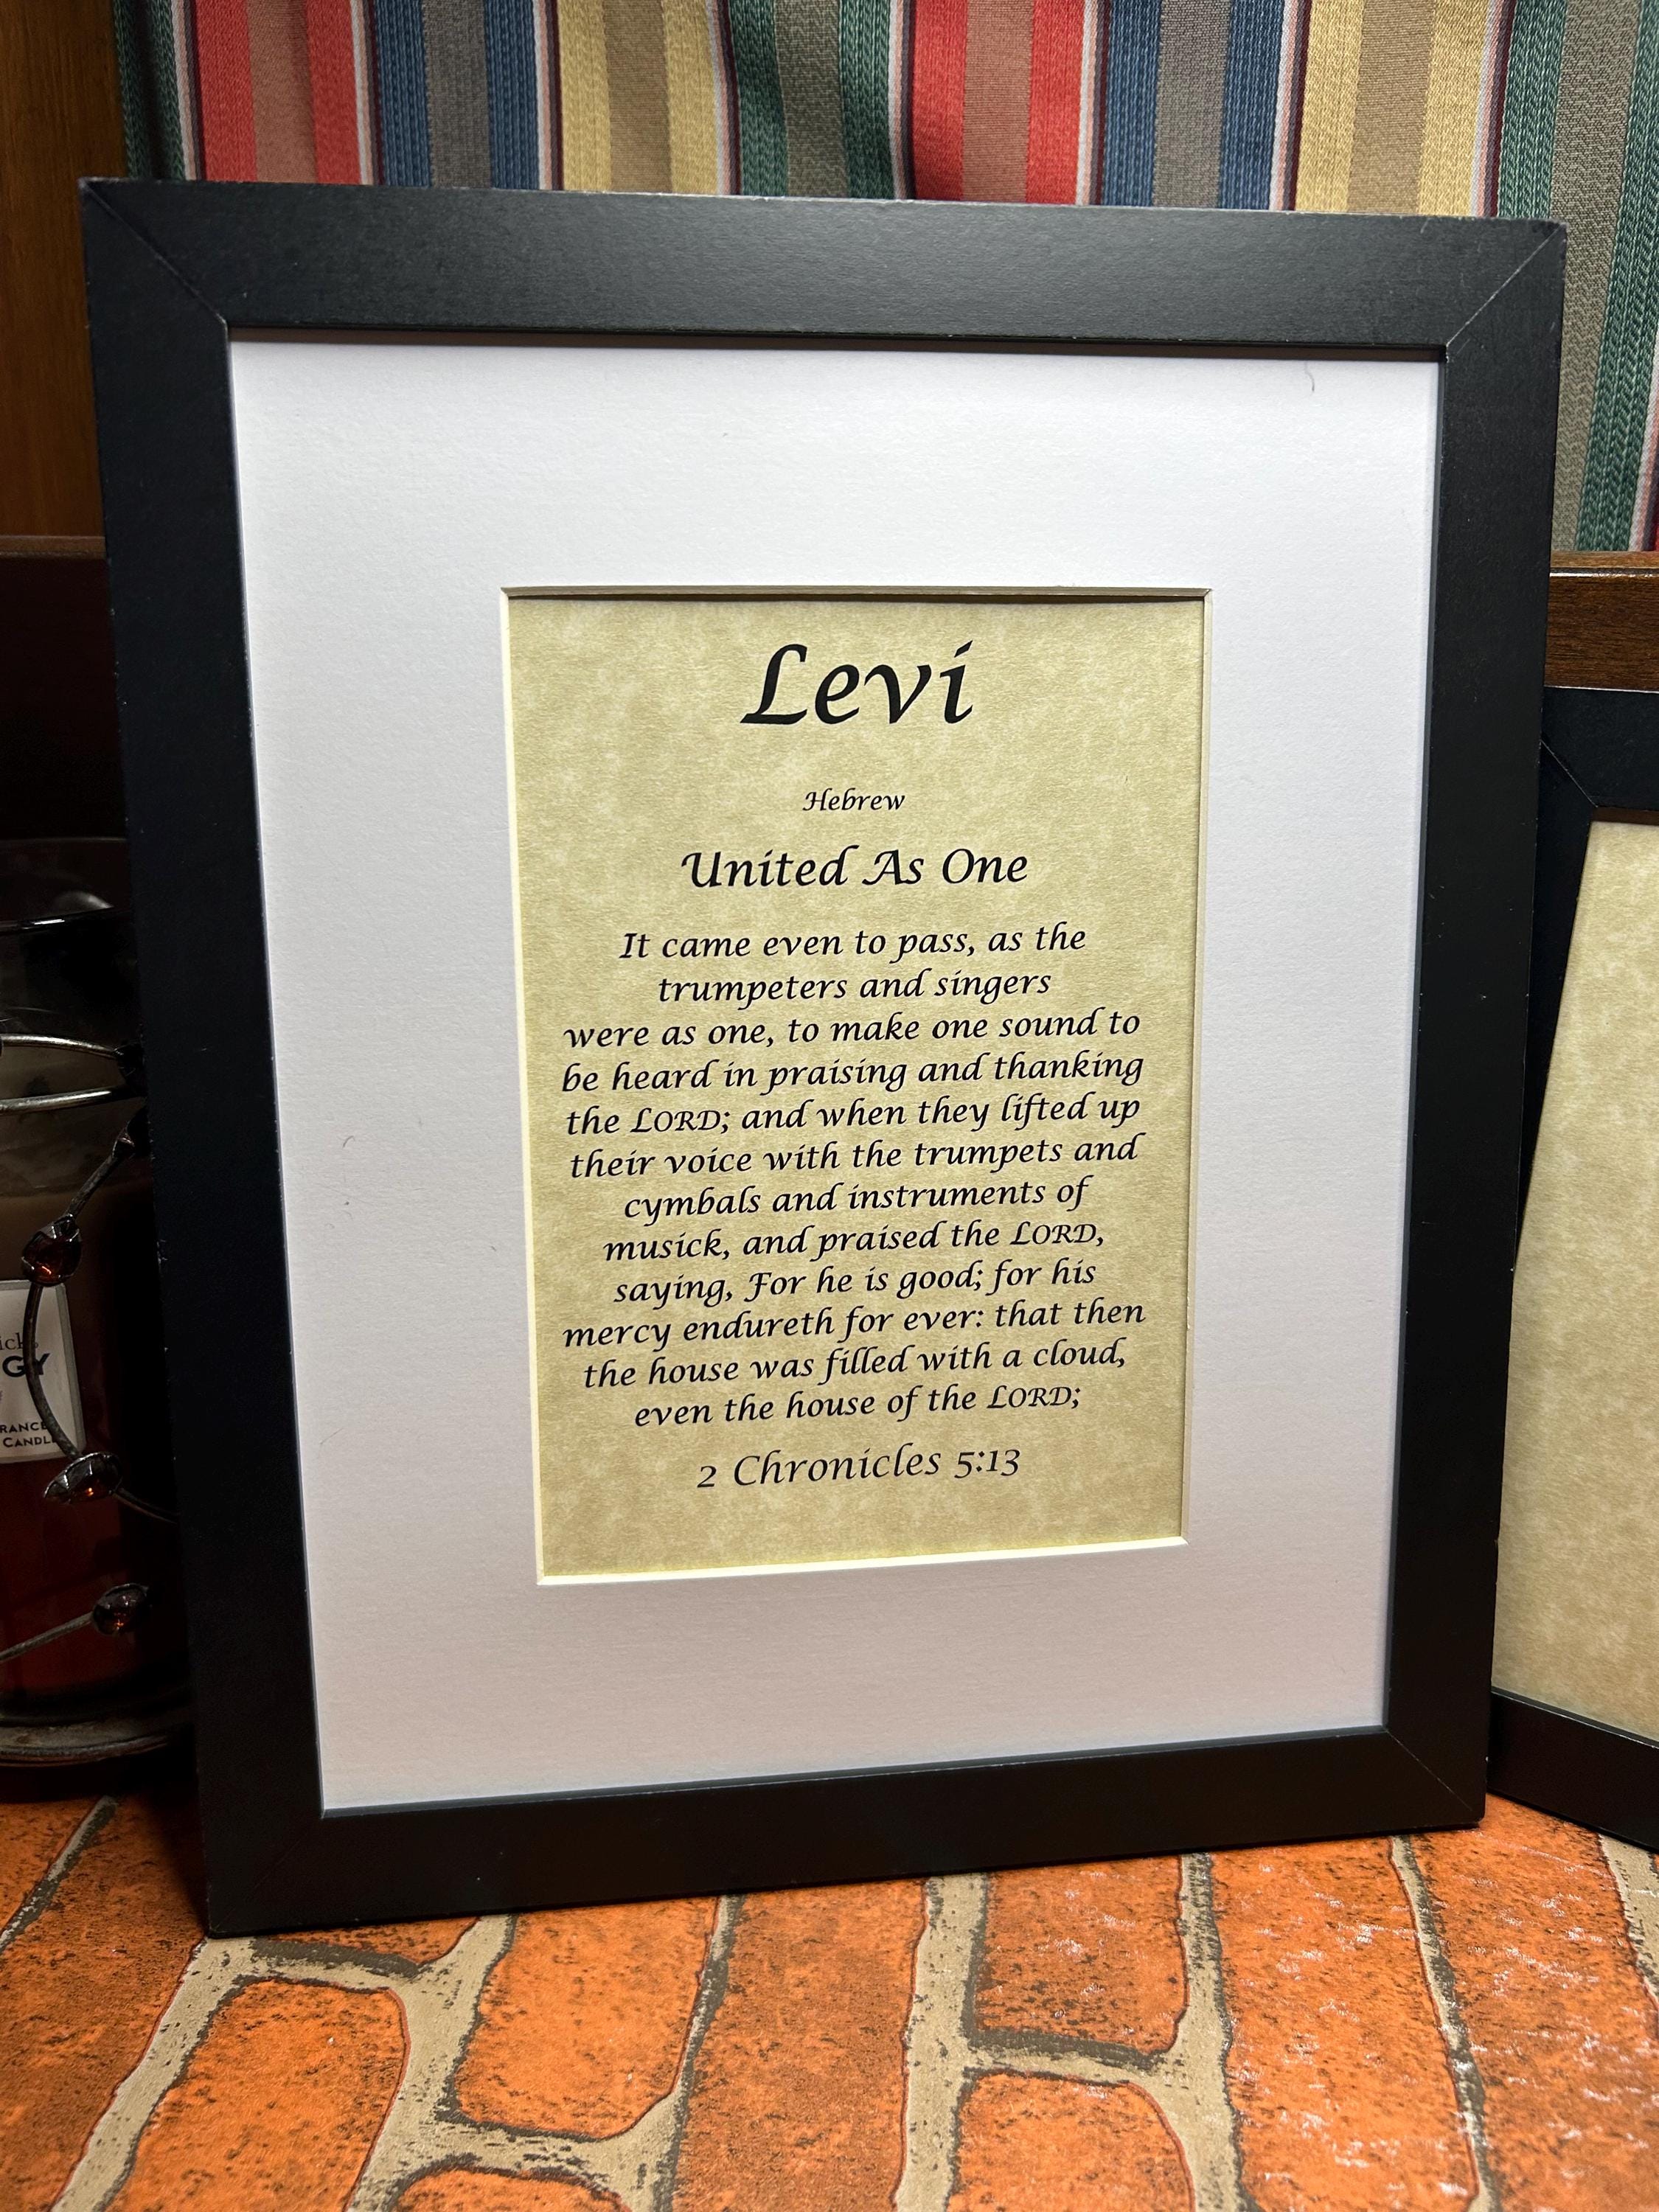 Levi
Hebrew
United As One
It came even to pass, as the
trumpeters and singers
were as one, to make one sound to
be heard in praising and thanking
the LORD; and when they lifted up
their voice with the trumpets and
cymbals and instruments of
musick, and praised the LORD,
saying, For he is good; for his
mercy endureth for ever: that then
the house was filled with a cloud,
even the house of the LORD;
2 Chronicles 5:13
CANDLE